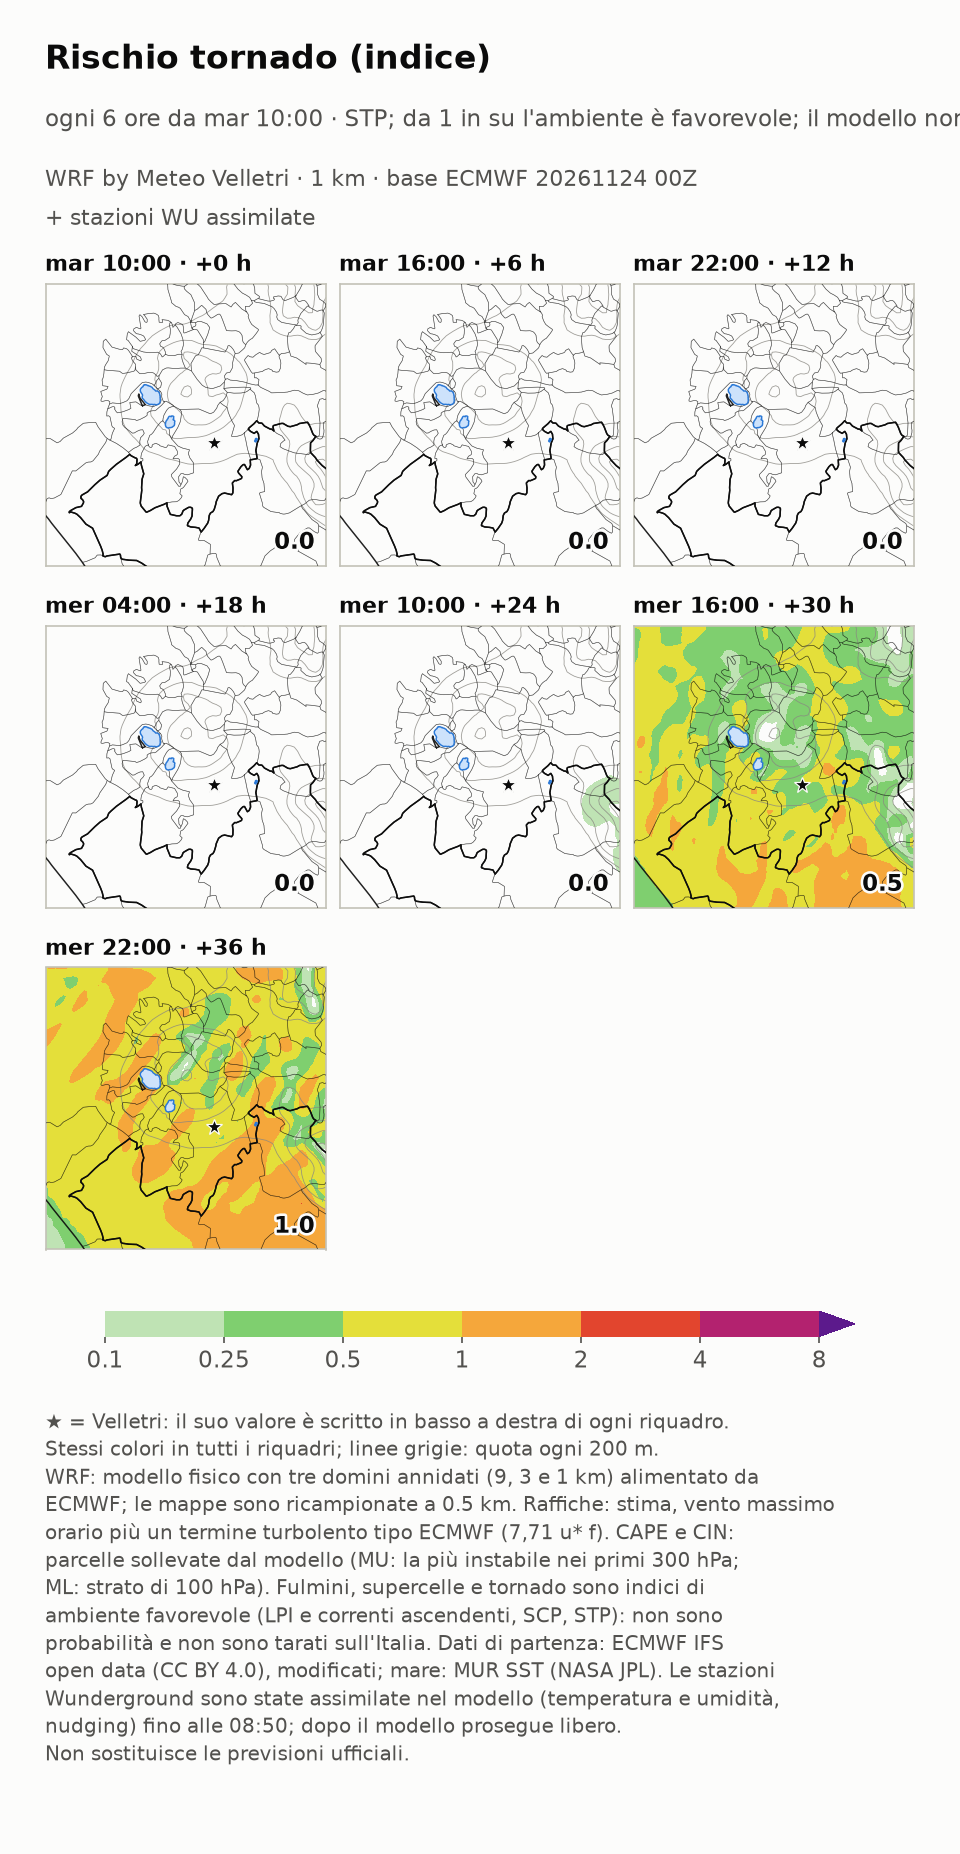 Rischio tornado (indice)
ogni 6 ore da mar 10:00 · STP; da 1 in su l'ambiente è favorevole; il modello non
WRF by Meteo Velletri · 1 km · base ECMWF 20261124 00Z
+ stazioni WU assimilate
mar 10:00 · +0 h
mar 16:00 · +6 h
mar 22:00 · +12 h
0.0
0.0
0.0
mer 04:00 · +18 h
mer 10:00 · +24 h
mer 16:00 · +30 h
0.0
0.0
0.5
mer 22:00 · +36 h
1.0
0.1 0.25 0.5 1 2 4 8
★ = Velletri: il suo valore è scritto in basso a destra di ogni riquadro.
Stessi colori in tutti i riquadri; linee grigie: quota ogni 200 m.
WRF: modello fisico con tre domini annidati (9, 3 e 1 km) alimentato da
ECMWF; le mappe sono ricampionate a 0.5 km. Raffiche: stima, vento massimo
orario più un termine turbolento tipo ECMWF (7,71 u* f). CAPE e CIN:
parcelle sollevate dal modello (MU: la più instabile nei primi 300 hPa;
ML: strato di 100 hPa). Fulmini, supercelle e tornado sono indici di
ambiente favorevole (LPI e correnti ascendenti, SCP, STP): non sono
probabilità e non sono tarati sull'Italia. Dati di partenza: ECMWF IFS
open data (CC BY 4.0), modificati; mare: MUR SST (NASA JPL). Le stazioni
Wunderground sono state assimilate nel modello (temperatura e umidità,
nudging) fino alle 08:50; dopo il modello prosegue libero.
Non sostituisce le previsioni ufficiali.